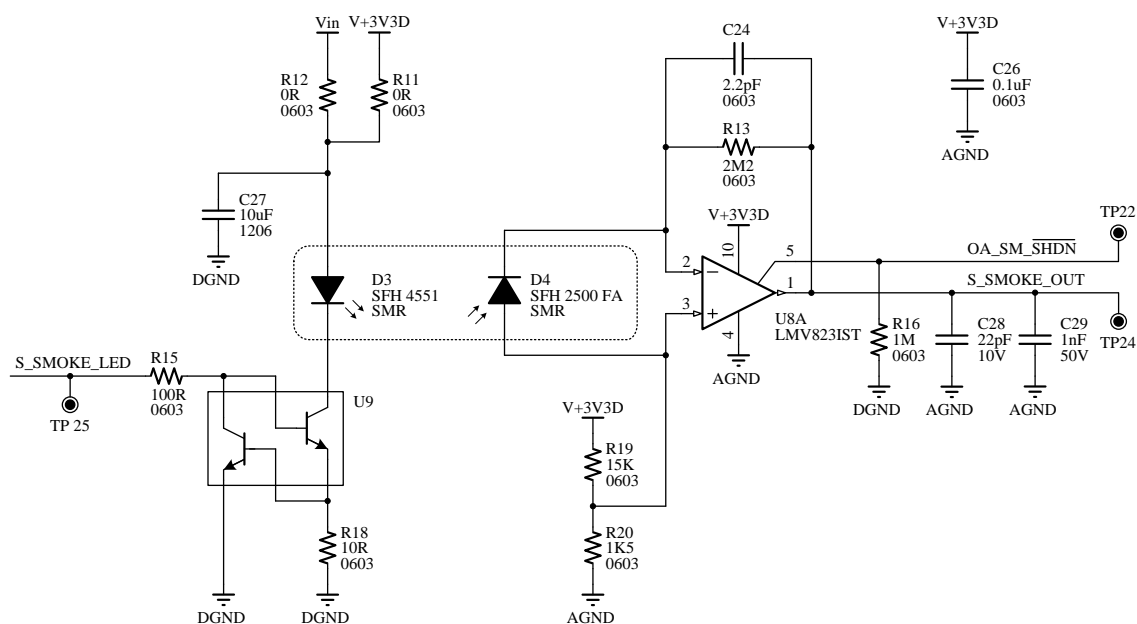 Vin
V+3V3D
R12
0R
0603
R11
0R
0603
C27
10uF
1206
DGND
D3
SFH 4551
SMR
D4
SFH 2500 FA
SMR
S_SMOKE_LED
R15
100R
0603
TP 25
U9
R18
10R
0603
DGND
DGND
C24
2.2pF
0603
R13
2M2
0603
V+3V3D
10
2
3
4
5
1
U8A
LMV823IST
AGND
V+3V3D
R19
15K
0603
R20
1K5
0603
AGND
V+3V3D
C26
0.1uF
0603
AGND
TP22
OA_SM_SHDN
S_SMOKE_OUT
TP24
R16
1M
0603
DGND
C28
22pF
10V
AGND
C29
1nF
50V
AGND